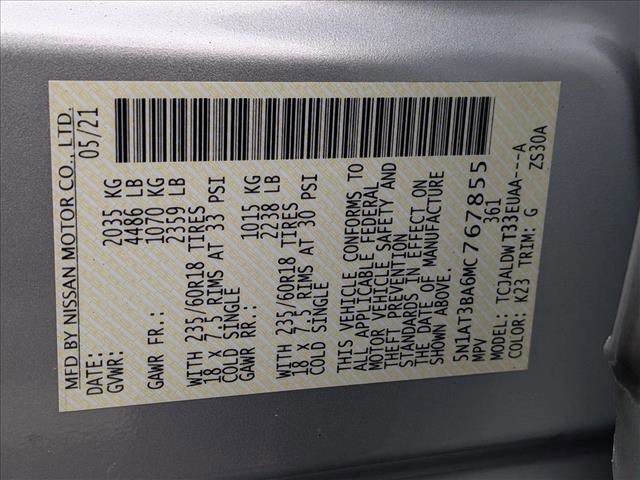 MFD BY NISSAN MOTOR CO., LTD.
DATE: 05/21
GVWR: 2035 KG
4486 LB
GAWR FR.: 1070 KG
2359 LB
WITH 235/60R18 TIRES
18 X 7.5 RIMS AT 33 PSI
COLD SINGLE
GAWR RR.: 1015 KG
2238 LB
WITH 235/60R18 TIRES
18 X 7.5 RIMS AT 30 PSI
COLD SINGLE
THIS VEHICLE CONFORMS TO
ALL APPLICABLE FEDERAL
MOTOR VEHICLE SAFETY AND
THEFT PREVENTION
STANDARDS IN EFFECT ON
THE DATE OF MANUFACTURE
SHOWN ABOVE.
5N1AT3BA6MC767855
MPV 361
MODEL: TCJALDWT33EUAA---A
COLOR: K23 TRIM: G ZS30A